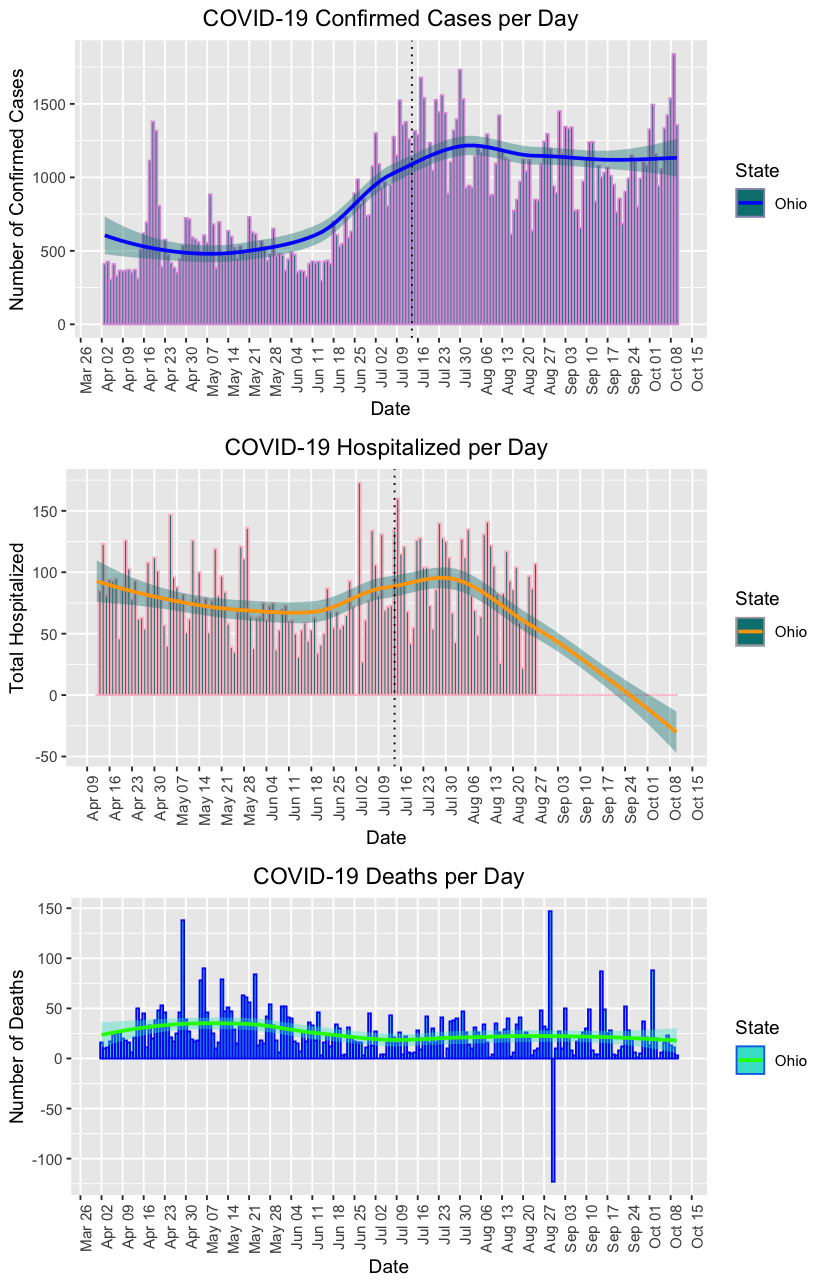 COVID-19 Confirmed Cases per Day
Number of Confirmed Cases
1500
1000
500
0
Mar 26
Apr 02
Apr 09
Apr 16
Apr 23
Apr 30
May 07
May 14
May 21
May 28
Jun 04
Jun 11
Jun 18
Jun 25
Jul 02
Jul 09
Jul 16
Jul 23
Jul 30
Aug 06
Aug 13
Aug 20
Aug 27
Sep 03
Sep 10
Sep 17
Sep 24
Oct 01
Oct 08
Oct 15
Date
State
Ohio
COVID-19 Hospitalized per Day
Total Hospitalized
150
100
50
0
-50
Apr 09
Apr 16
Apr 23
Apr 30
May 07
May 14
May 21
May 28
Jun 04
Jun 11
Jun 18
Jun 25
Jul 02
Jul 09
Jul 16
Jul 23
Jul 30
Aug 06
Aug 13
Aug 20
Aug 27
Sep 03
Sep 10
Sep 17
Sep 24
Oct 01
Oct 08
Oct 15
Date
State
Ohio
COVID-19 Deaths per Day
Number of Deaths
150
100
50
0
-50
-100
Mar 26
Apr 02
Apr 09
Apr 16
Apr 23
Apr 30
May 07
May 14
May 21
May 28
Jun 04
Jun 11
Jun 18
Jun 25
Jul 02
Jul 09
Jul 16
Jul 23
Jul 30
Aug 06
Aug 13
Aug 20
Aug 27
Sep 03
Sep 10
Sep 17
Sep 24
Oct 01
Oct 08
Oct 15
Date
State
Ohio